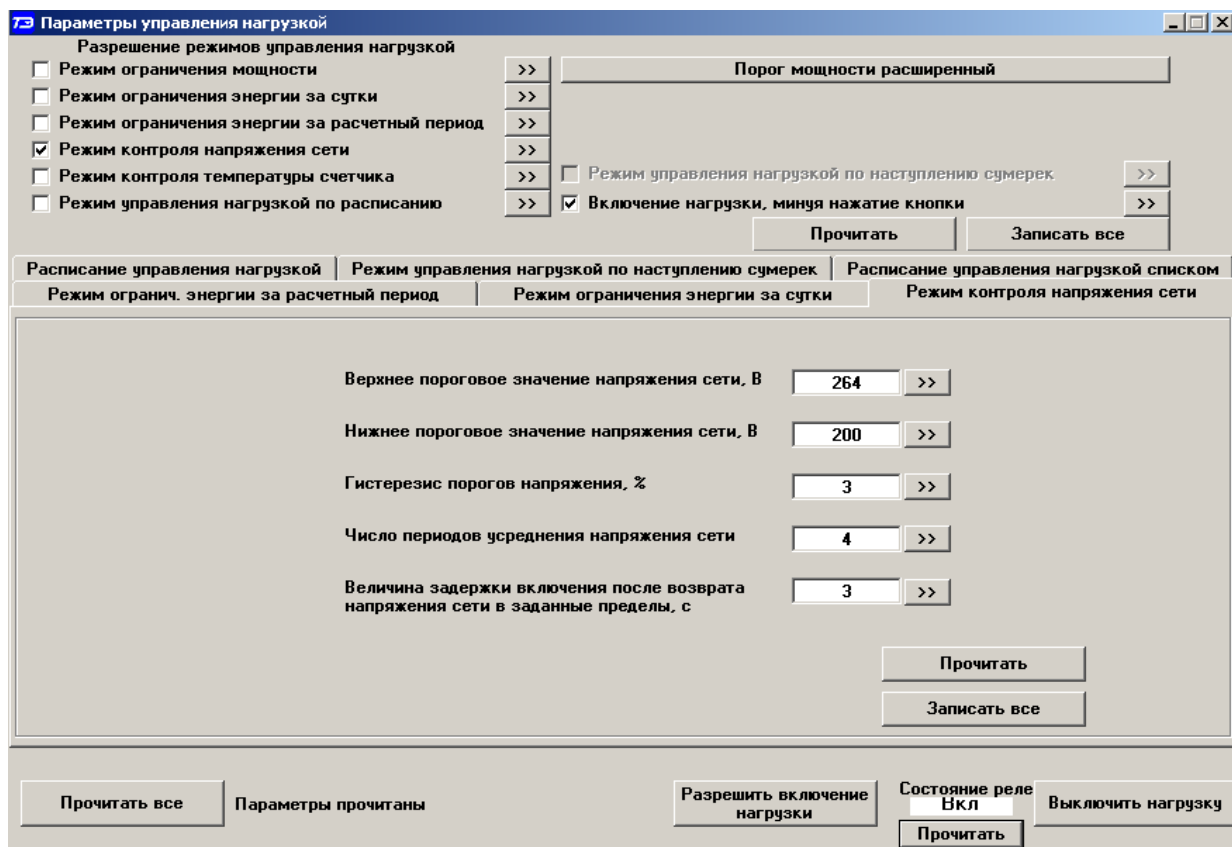 ТЭ Параметры управления нагрузкой
Разрешение режимов управления нагрузкой
Режим ограничения мощности >> Порог мощности расширенный
Режим ограничения энергии за сутки >>
Режим ограничения энергии за расчетный период >>
Режим контроля напряжения сети >>
Режим контроля температуры счетчика >> Режим управления нагрузкой по наступлению сумерек >>
Режим управления нагрузкой по расписанию >> Включение нагрузки, минуя нажатие кнопки >>
Прочитать Записать все
Расписание управления нагрузкой Режим управления нагрузкой по наступлению сумерек Расписание управления нагрузкой списком
Режим огранич. энергии за расчетный период Режим ограничения энергии за сутки Режим контроля напряжения сети
Верхнее пороговое значение напряжения сети, В 264 >>
Нижнее пороговое значение напряжения сети, В 200 >>
Гистерезис порогов напряжения, % 3 >>
Число периодов усреднения напряжения сети 4 >>
Величина задержки включения после возврата 3 >>
напряжения сети в заданные пределы, с
Прочитать
Записать все
Прочитать все Параметры прочитаны Разрешить включение
нагрузки Состояние реле
Вкл Выключить нагрузку
Прочитать